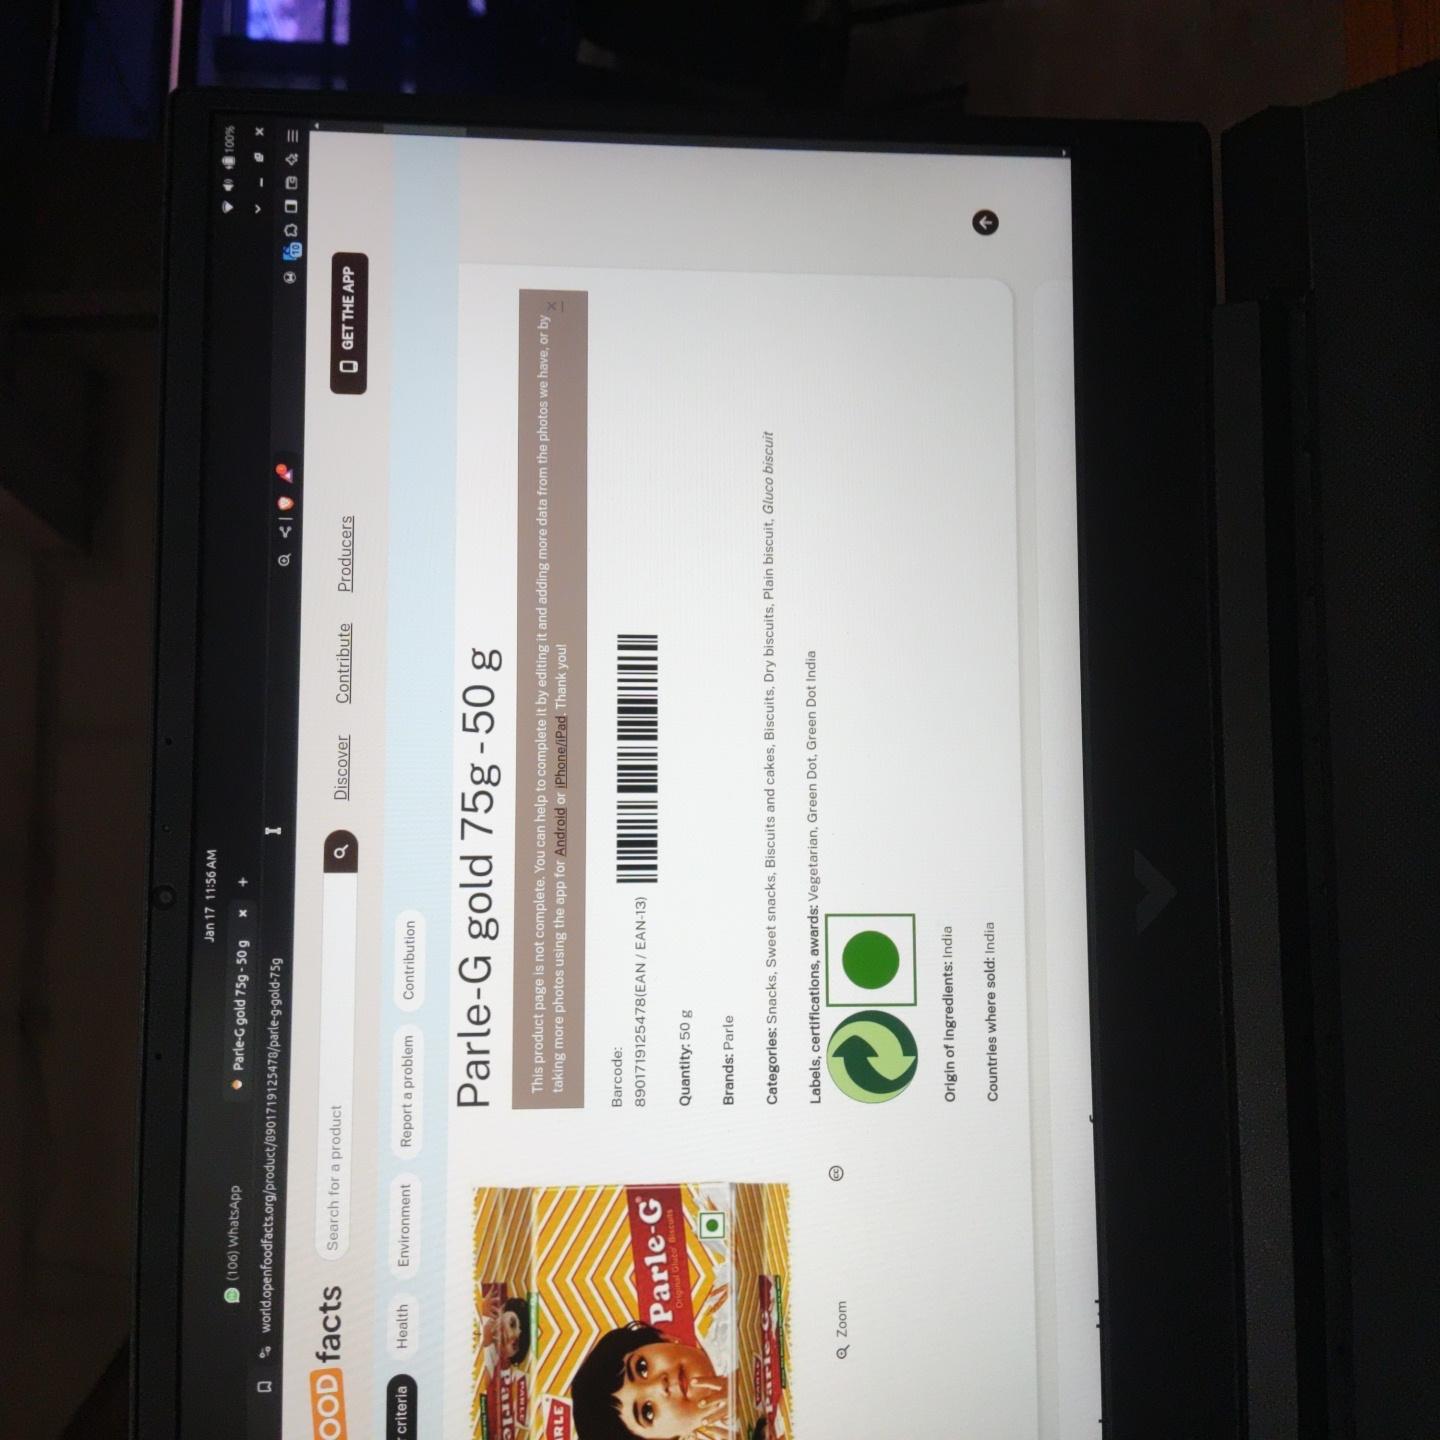 Jan 17 11:56 AM
100%
(106) WhatsApp
Parle-G gold 75g - 50 g
world.openfoodfacts.org/product/8901719125478/parle-g-gold-75g
10
OOD facts
Search for a product
Discover
Contribute
Producers
GET THE APP
r criteria
Health
Environment
Report a problem
Contribution
Parle-G gold 75g - 50 g
This product page is not complete. You can help to complete it by editing it and adding more data from the photos we have, or by
taking more photos using the app for Android or iPhone/iPad. Thank you!
Barcode:
8901719125478(EAN / EAN-13)
Quantity: 50 g
Brands: Parle
Categories: Snacks, Sweet snacks, Biscuits and cakes, Biscuits, Dry biscuits, Plain biscuit, Gluco biscuit
Labels, certifications, awards: Vegetarian, Green Dot, Green Dot India
Origin of ingredients: India
Countries where sold: India
PARLE
Parle-G
ARLE
Parle-G
Original Gluco Biscuits
Parle-G
Zoom
cc